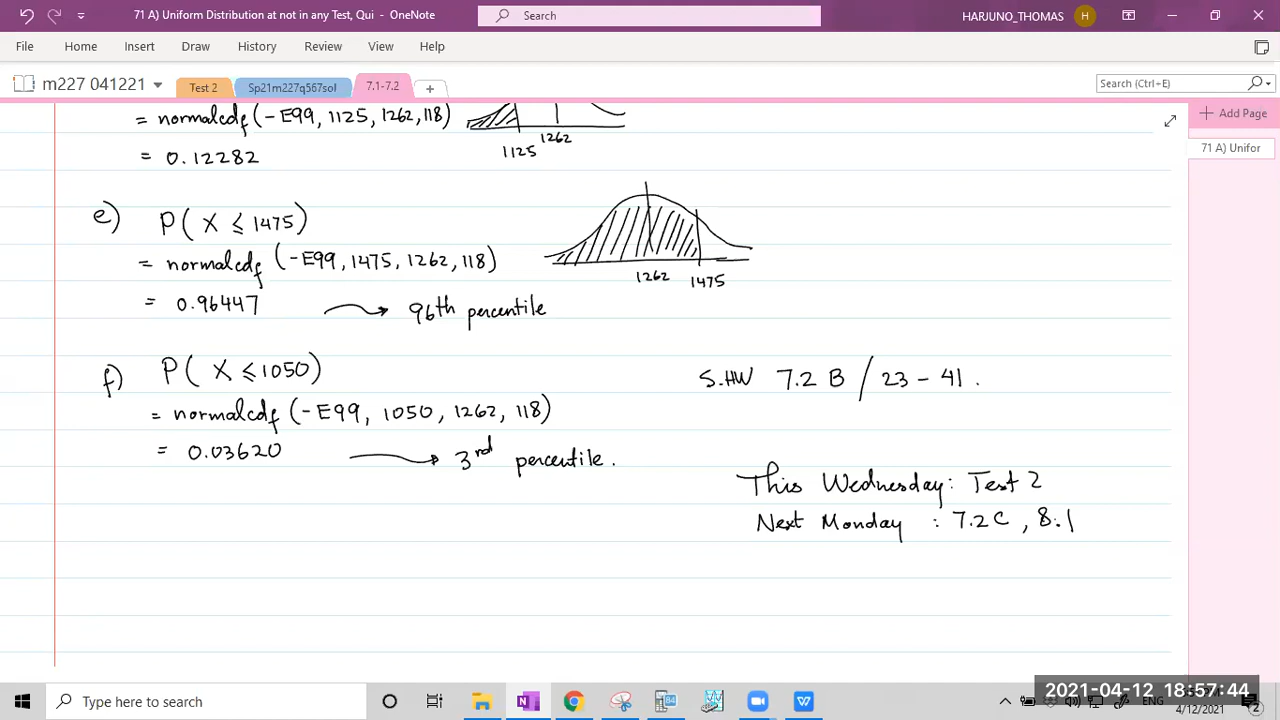 71 A) Uniform Distribution at not in any Test, Qui - OneNote
Search
HARJUNO_THOMAS
H
File Home Insert Draw History Review View Help
m227 041221
Test 2
Sp21m227q567sol
7.1-7.2
Search (Ctrl+E)
Add Page
71 A) Unifor
= normalcdf (-E99, 1125, 1262, 118)
1262
1125
= 0.12282
e) P( X ≤ 1475)
= normalcdf (-E99, 1475, 1262, 118)
1262 1475
= 0.96447 → 96th percentile
f) P( X ≤ 1050)
S.HW 7.2 B / 23 - 41 .
= normalcdf (-E99, 1050, 1262, 118)
= 0.03620 → 3rd percentile.
This Wednesday: Test 2
Next Monday : 7.2C , 8.1
Type here to search
2021-04-12 18:57:44
4/12/2021
2